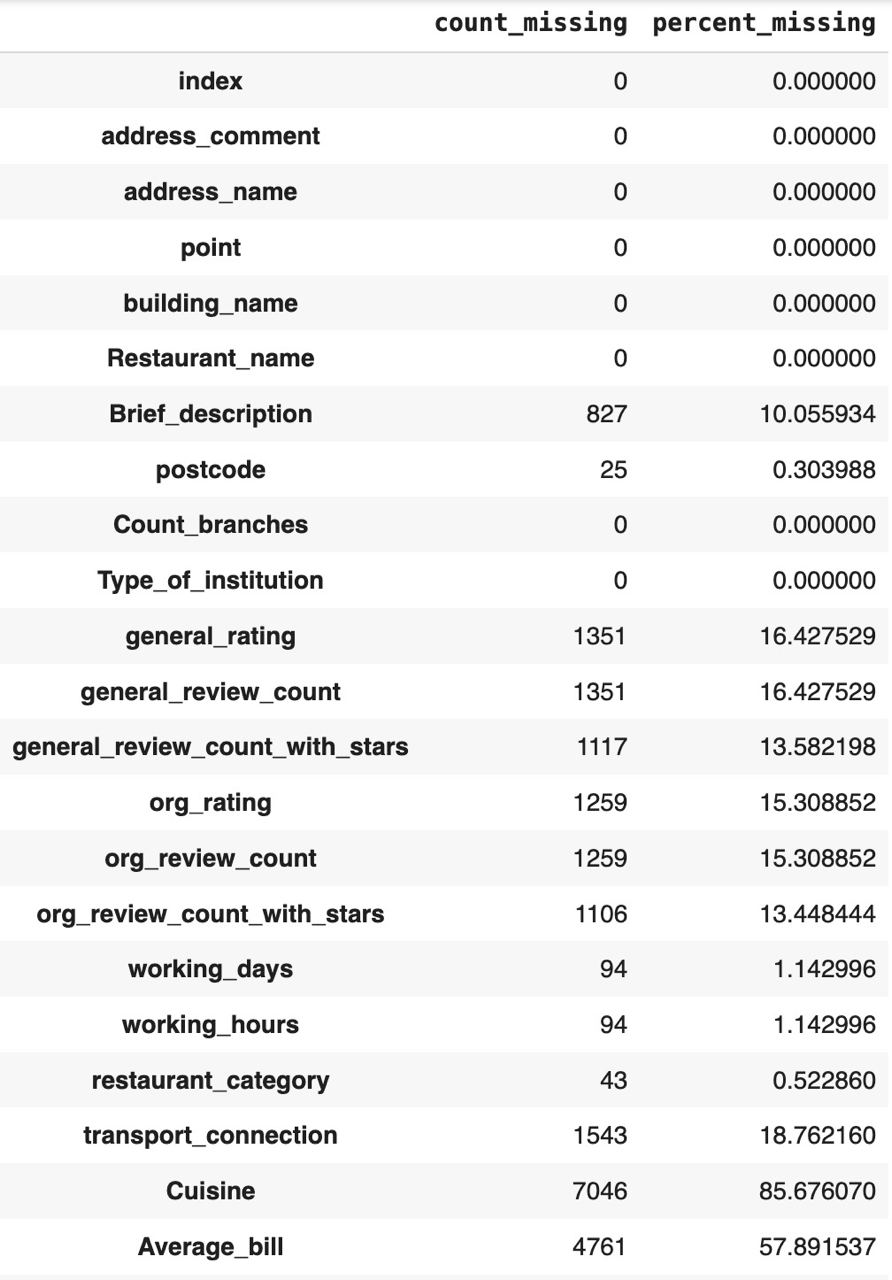 count_missing percent_missing
index 0 0.000000
address_comment 0 0.000000
address_name 0 0.000000
point 0 0.000000
building_name 0 0.000000
Restaurant_name 0 0.000000
Brief_description 827 10.055934
postcode 25 0.303988
Count_branches 0 0.000000
Type_of_institution 0 0.000000
general_rating 1351 16.427529
general_review_count 1351 16.427529
general_review_count_with_stars 1117 13.582198
org_rating 1259 15.308852
org_review_count 1259 15.308852
org_review_count_with_stars 1106 13.448444
working_days 94 1.142996
working_hours 94 1.142996
restaurant_category 43 0.522860
transport_connection 1543 18.762160
Cuisine 7046 85.676070
Average_bill 4761 57.891537